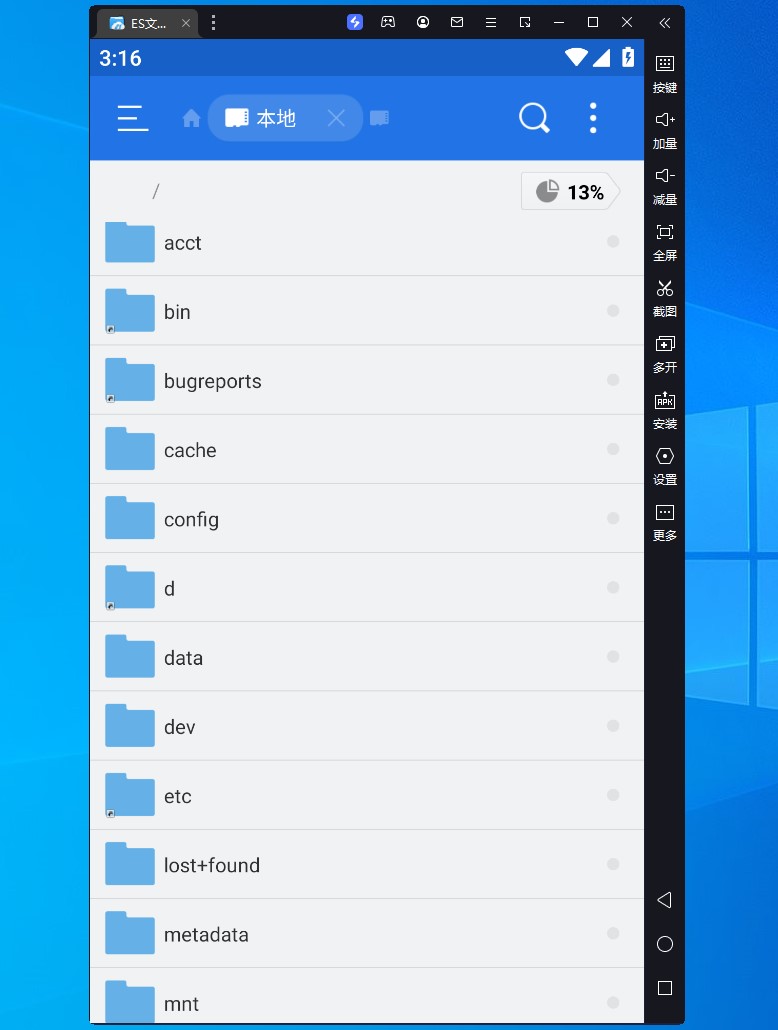 ES文...
3:16
本地
/
13%
acct
bin
bugreports
cache
config
d
data
dev
etc
lost+found
metadata
mnt
按键
加量
减量
全屏
截图
多开
APK
安装
设置
更多